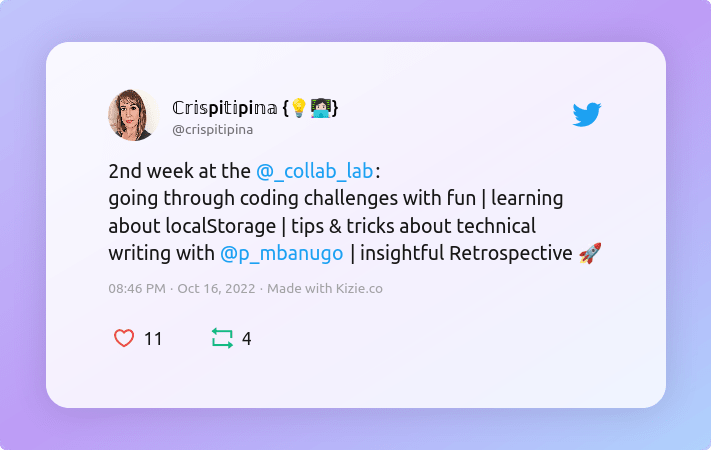 ℂ𝕣𝕚𝕤pi𝕥ipi𝕟𝕒 {💡👩🏻‍💻}
@crispitipina
2nd week at the @_collab_lab:
going through coding challenges with fun | learning
about localStorage | tips & tricks about technical
writing with @p_mbanugo | insightful Retrospective 🚀
08:46 PM · Oct 16, 2022 · Made with Kizie.co
11 4